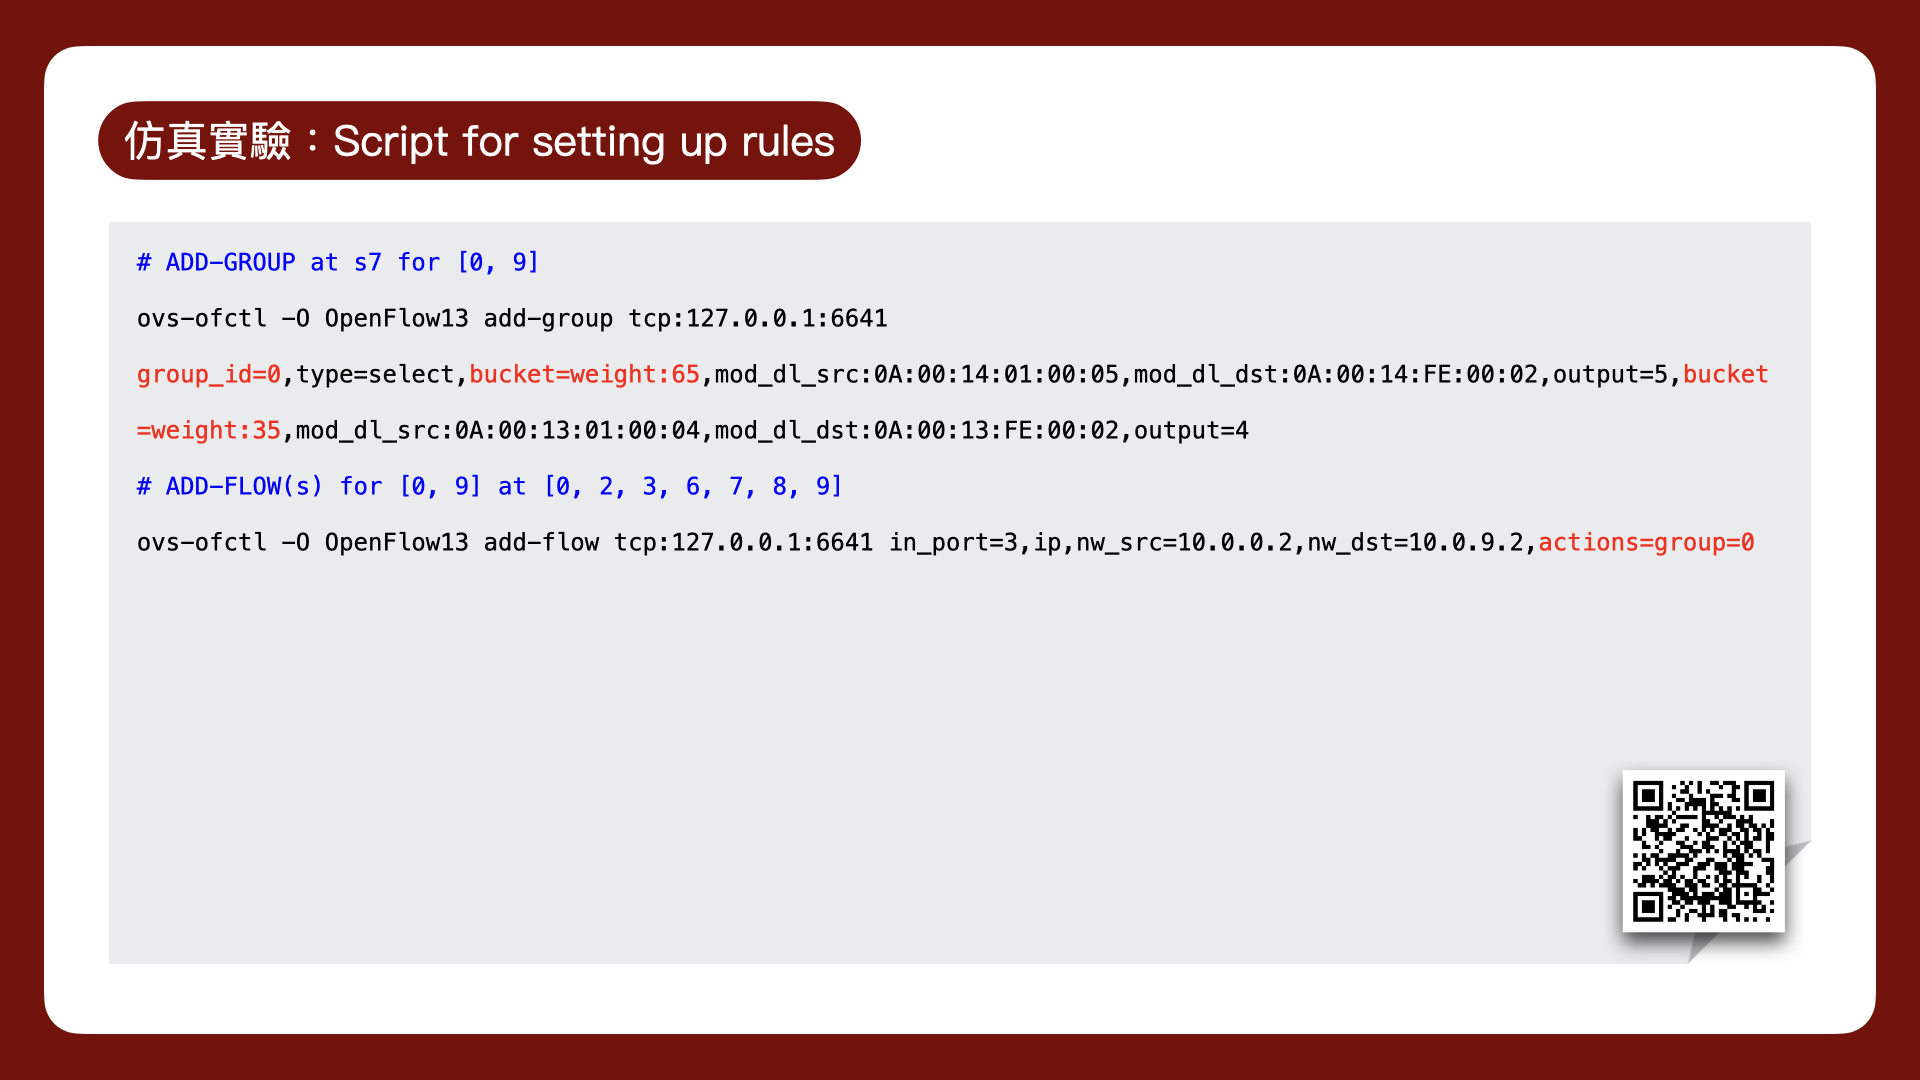 仿真實驗：Script for setting up rules
# ADD-GROUP at s7 for [0, 9]
ovs-ofctl -O OpenFlow13 add-group tcp:127.0.0.1:6641
group_id=0,type=select,bucket=weight:65,mod_dl_src:0A:00:14:01:00:05,mod_dl_dst:0A:00:14:FE:00:02,output=5,bucket
=weight:35,mod_dl_src:0A:00:13:01:00:04,mod_dl_dst:0A:00:13:FE:00:02,output=4
# ADD-FLOW(s) for [0, 9] at [0, 2, 3, 6, 7, 8, 9]
ovs-ofctl -O OpenFlow13 add-flow tcp:127.0.0.1:6641 in_port=3,ip,nw_src=10.0.0.2,nw_dst=10.0.9.2,actions=group=0